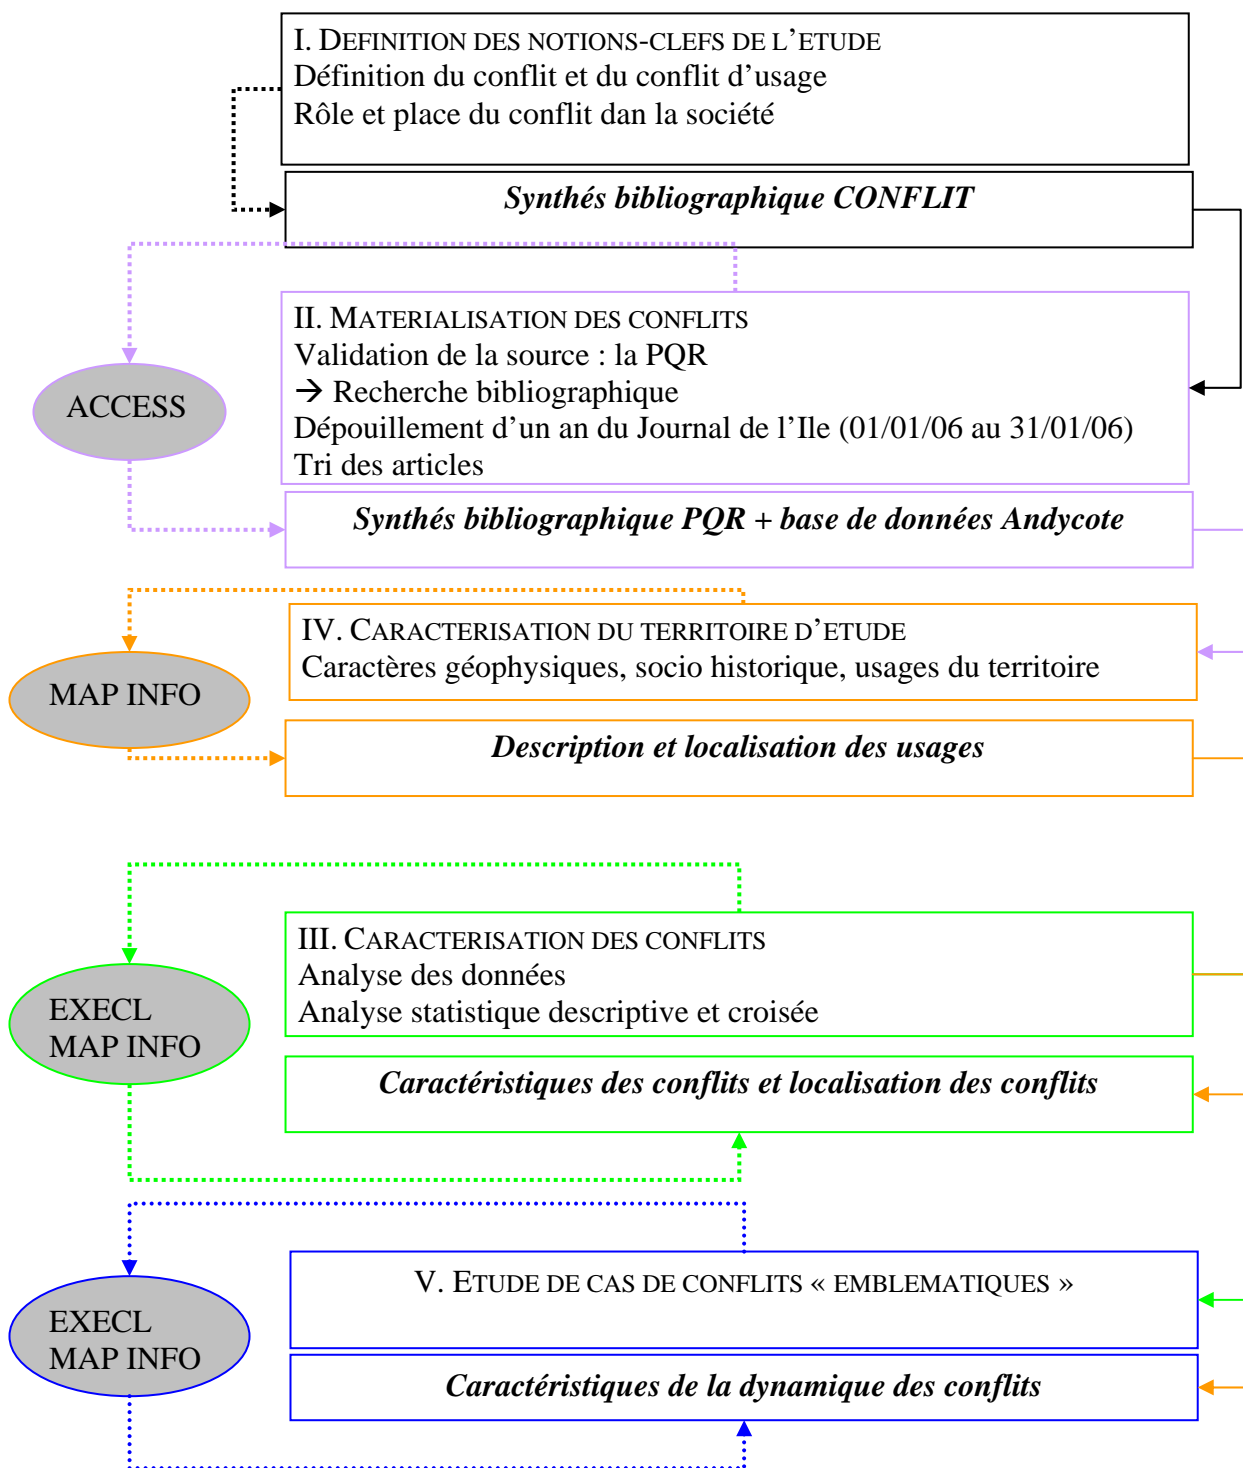 I. DEFINITION DES NOTIONS-CLEFS DE L’ETUDE
Définition du conflit et du conflit d’usage
Rôle et place du conflit dan la société
Synthés bibliographique CONFLIT
II. MATERIALISATION DES CONFLITS
Validation de la source : la PQR
→ Recherche bibliographique
Dépouillement d’un an du Journal de l’Ile (01/01/06 au 31/01/06)
Tri des articles
ACCESS
Synthés bibliographique PQR + base de données Andycote
IV. CARACTERISATION DU TERRITOIRE D’ETUDE
Caractères géophysiques, socio historique, usages du territoire
MAP INFO
Description et localisation des usages
III. CARACTERISATION DES CONFLITS
Analyse des données
Analyse statistique descriptive et croisée
EXECL
MAP INFO
Caractéristiques des conflits et localisation des conflits
V. ETUDE DE CAS DE CONFLITS « EMBLEMATIQUES »
EXECL
MAP INFO
Caractéristiques de la dynamique des conflits